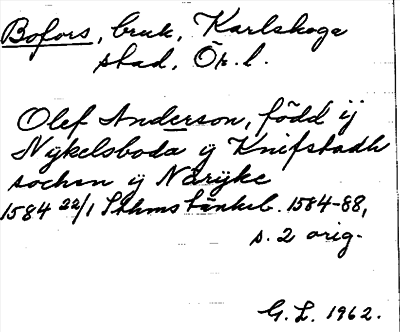 Bofors, bruk, Karlskoga
stad, Ör. l.
Olef Anderson, född ij
Nykelsboda ij Knifstadh
sochen ij Närijke
1584 22/1 Sthms tänkeb. 1584-88,
s. 2 orig.
G. L. 1962.